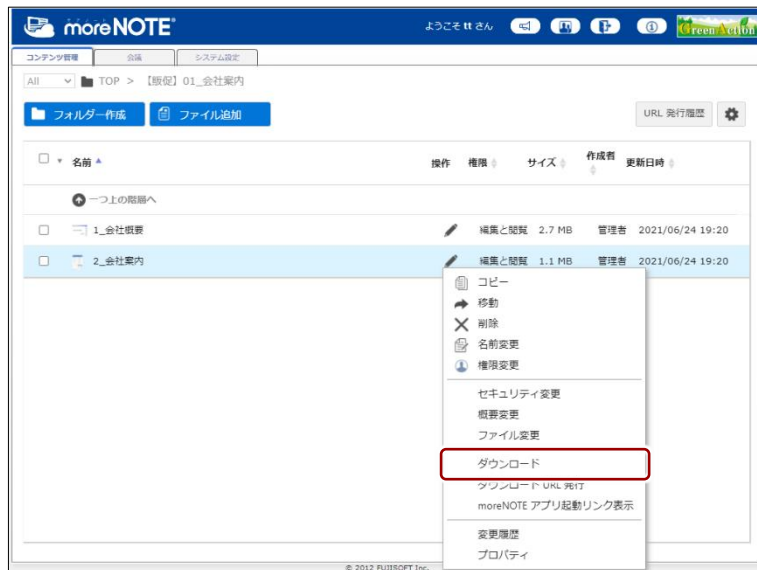 moreNOTE
ようこそ tt さん
GreenAction
コンテンツ管理 会議 システム設定
All TOP > 【販促】01_会社案内
フォルダー作成 ファイル追加 URL 発行履歴
名前 操作 権限 サイズ 作成者 更新日時
一つ上の階層へ
1_会社概要 編集と閲覧 2.7 MB 管理者 2021/06/24 19:20
2_会社案内 編集と閲覧 1.1 MB 管理者 2021/06/24 19:20
コピー
移動
削除
名前変更
権限変更
セキュリティ変更
概要変更
ファイル変更
ダウンロード
ダウンロード URL 発行
moreNOTE アプリ起動リンク表示
変更履歴
プロパティ
© 2012 FUJISOFT Inc.